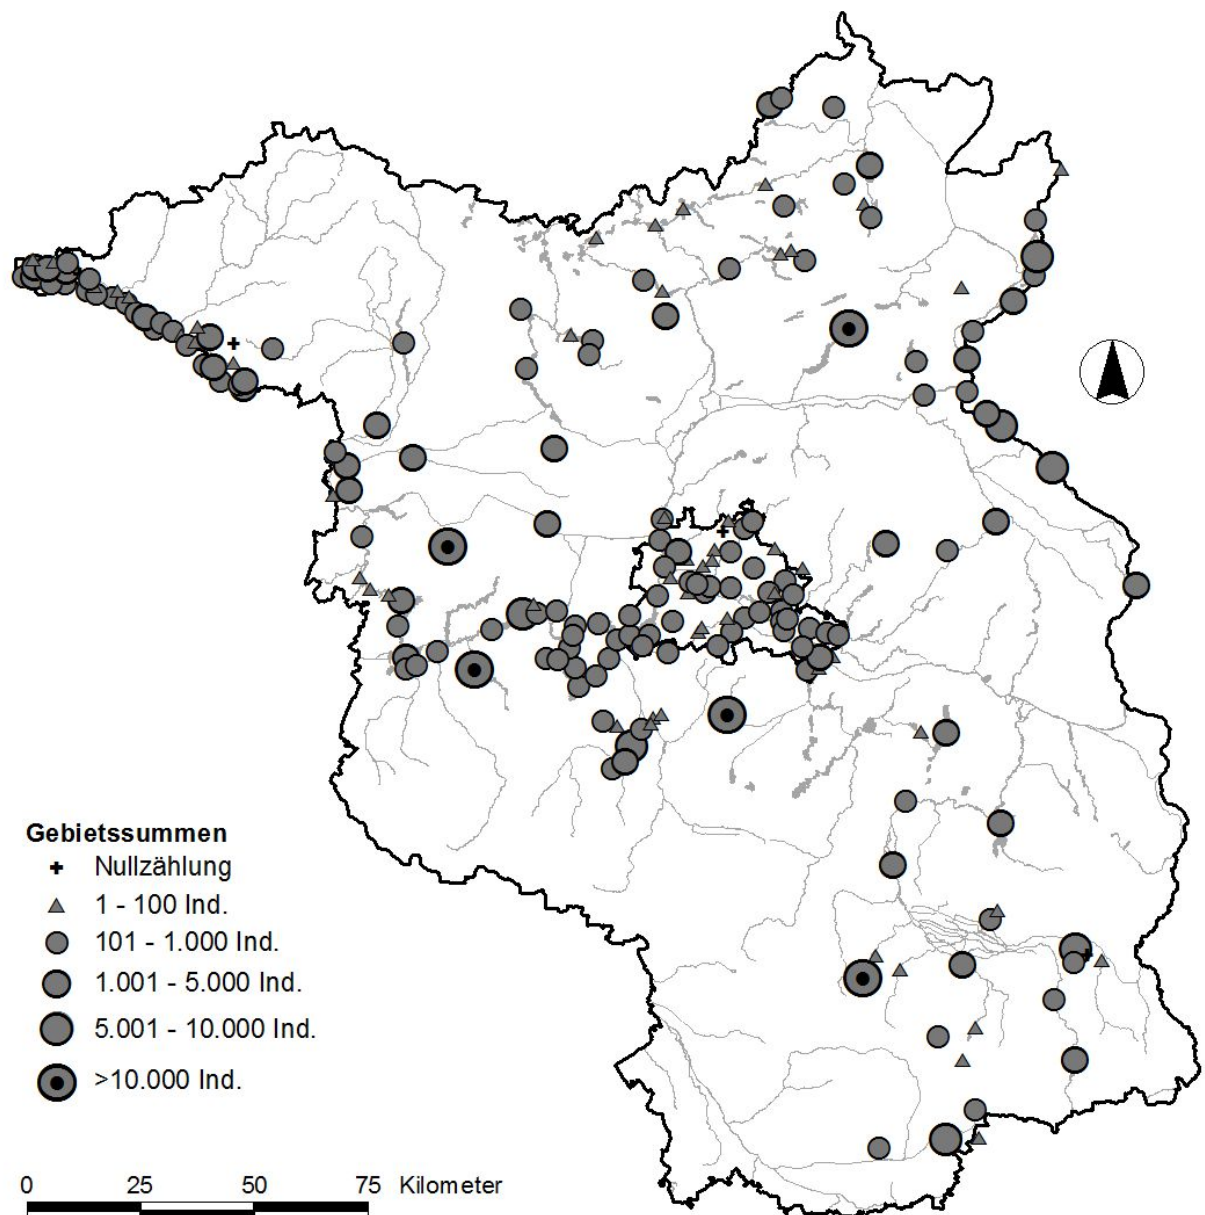 Gebietssummen
Nullzählung
1 - 100 Ind.
101 - 1.000 Ind.
1.001 - 5.000 Ind.
5.001 - 10.000 Ind.
>10.000 Ind.
0 25 50 75 Kilometer